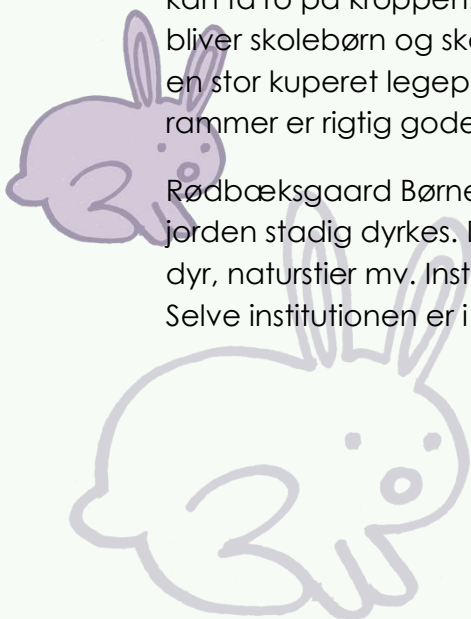 kan få ro på kroppen.
bliver skolebørn og sk
en stor kuperet legep
rammer er rigtig gode
Rødbæksgaard Børne
jorden stadig dyrkes.
dyr, naturstier mv. Inst
Selve institutionen er i